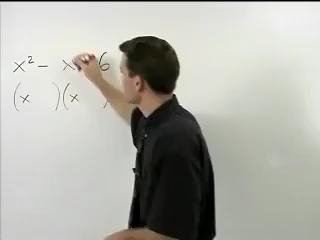 x² - x 6
(x )(x )